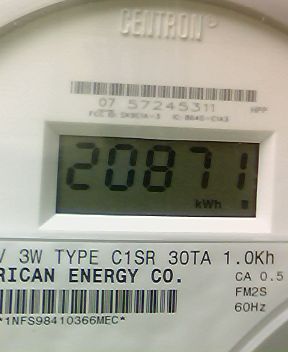 CENTRON®
07 57245311 HPP
20871
kWh
V 3W TYPE C1SR 30TA 1.0Kh
RICAN ENERGY CO. CA 0.5
FM2S
*1NFS98410366MEC* 60Hz